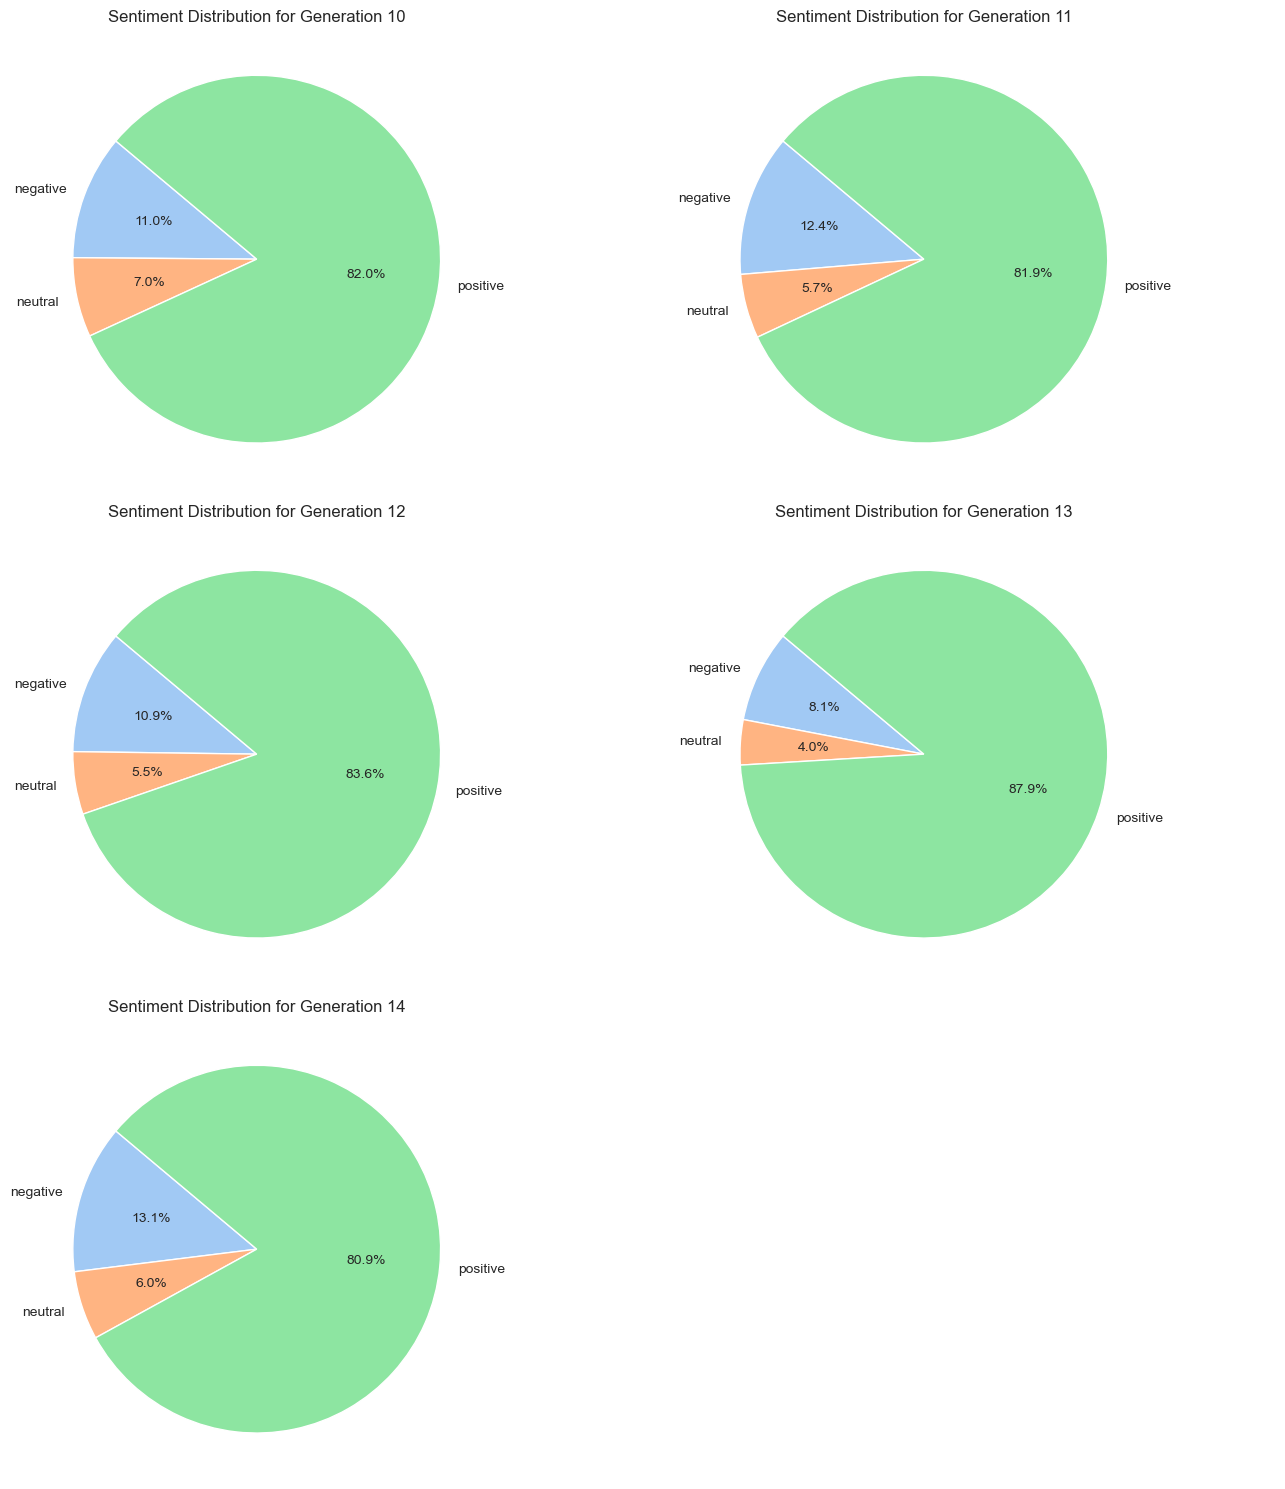 Sentiment Distribution for Generation 10
negative
11.0%
neutral
7.0%
82.0%
positive
Sentiment Distribution for Generation 11
negative
12.4%
neutral
5.7%
81.9%
positive
Sentiment Distribution for Generation 12
negative
10.9%
neutral
5.5%
83.6%
positive
Sentiment Distribution for Generation 13
negative
8.1%
neutral
4.0%
87.9%
positive
Sentiment Distribution for Generation 14
negative
13.1%
neutral
6.0%
80.9%
positive